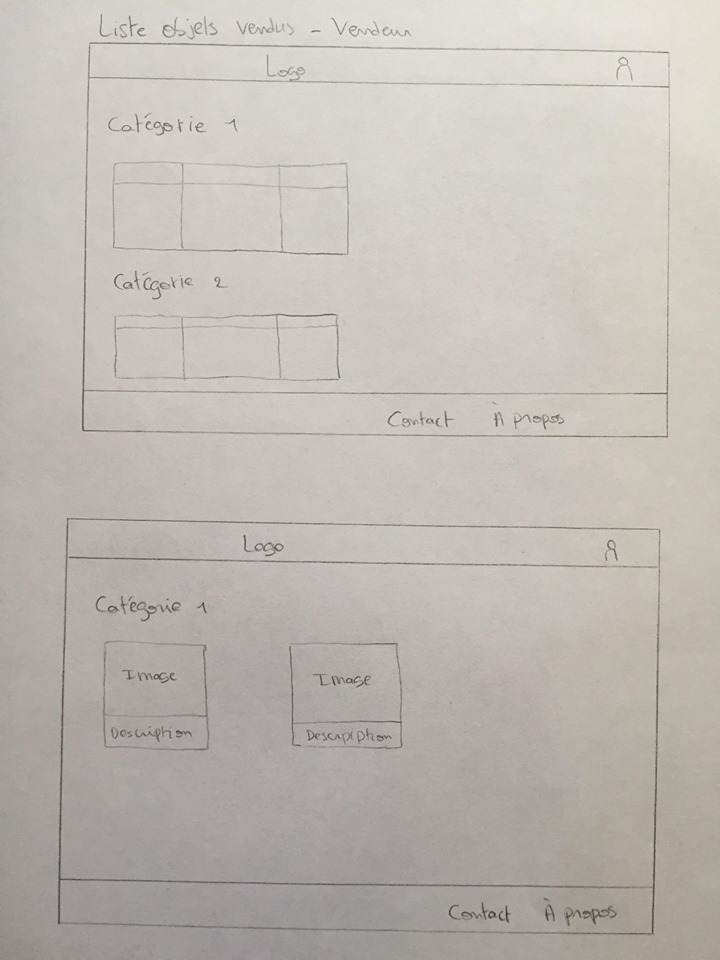 Liste objets vendus - Vendeur
Logo
Catégorie 1
Catégorie 2
Contact À propos
Logo
Catégorie 1
Image Image
Description Description
Contact À propos